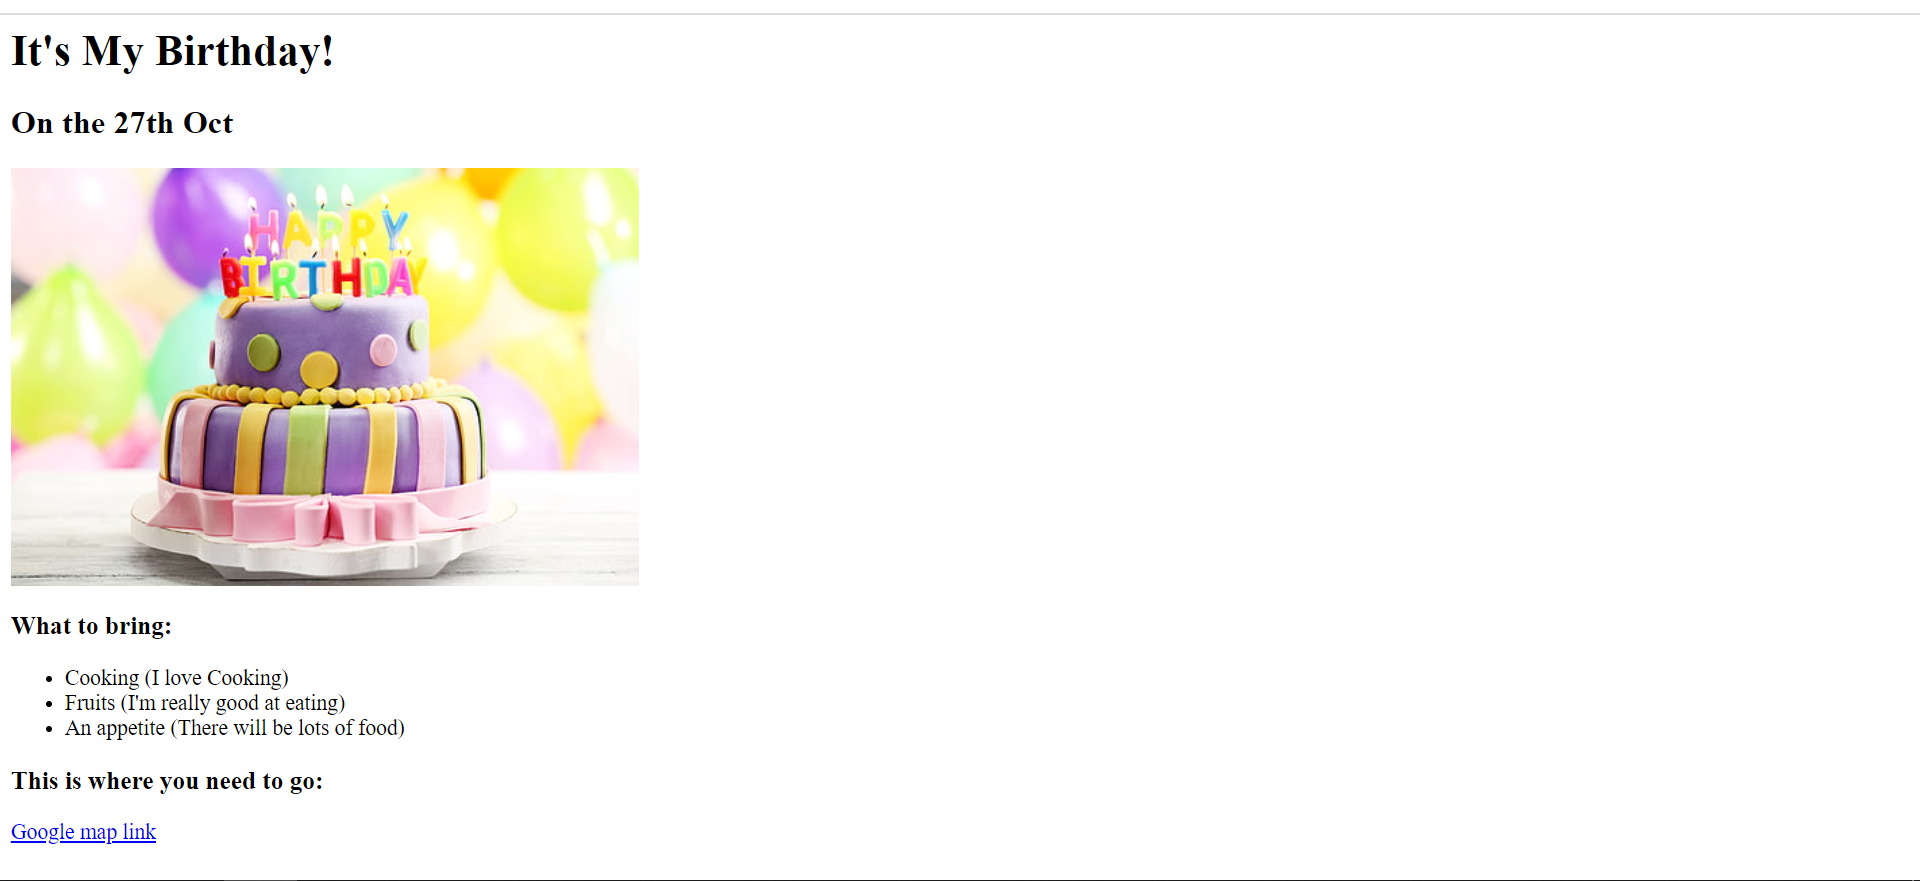 It's My Birthday!
On the 27th Oct
HAPPY
BIRTHDAY
What to bring:
Cooking (I love Cooking)
Fruits (I'm really good at eating)
An appetite (There will be lots of food)
This is where you need to go:
Google map link